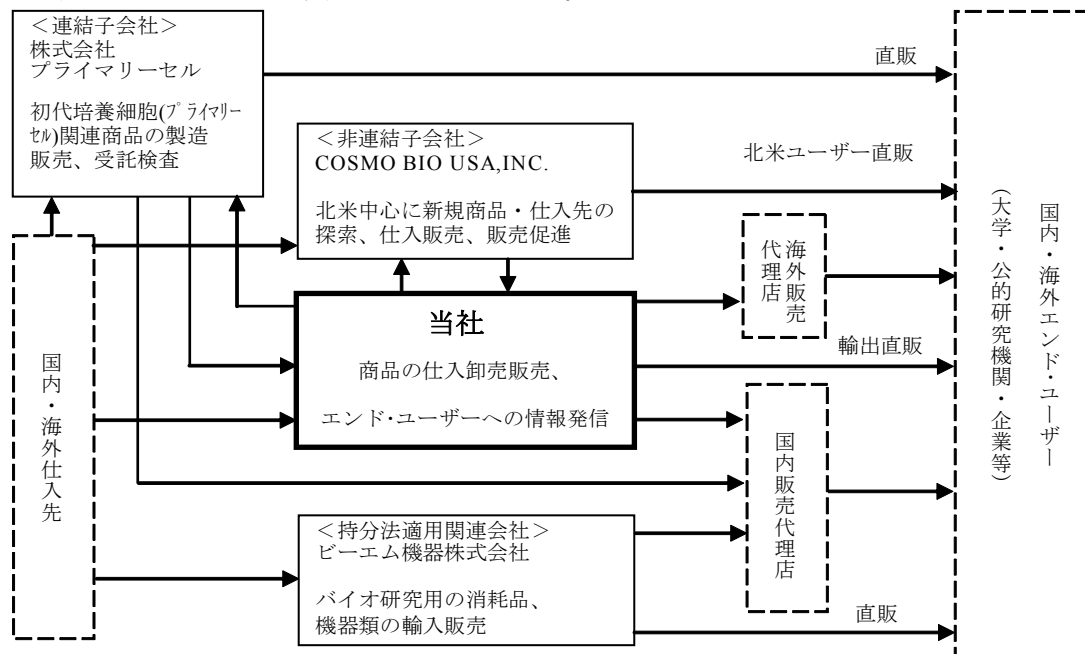 ＜連結子会社＞
株式会社
プライマリーセル
初代培養細胞(プライマリー
セル)関連商品の製造
販売、受託検査
直販
＜非連結子会社＞
COSMO BIO USA,INC.
北米中心に新規商品・仕入先の
探索、仕入販売、販売促進
北米ユーザー直販
海外販売
代理店
当社
商品の仕入卸売販売、
エンド・ユーザーへの情報発信
輸出直販
国内・海外仕入先
国内販売代理店
＜持分法適用関連会社＞
ビーエム機器株式会社
バイオ研究用の消耗品、
機器類の輸入販売
直販
国内・海外エンド・ユーザー
（大学・公的研究機関・企業等）